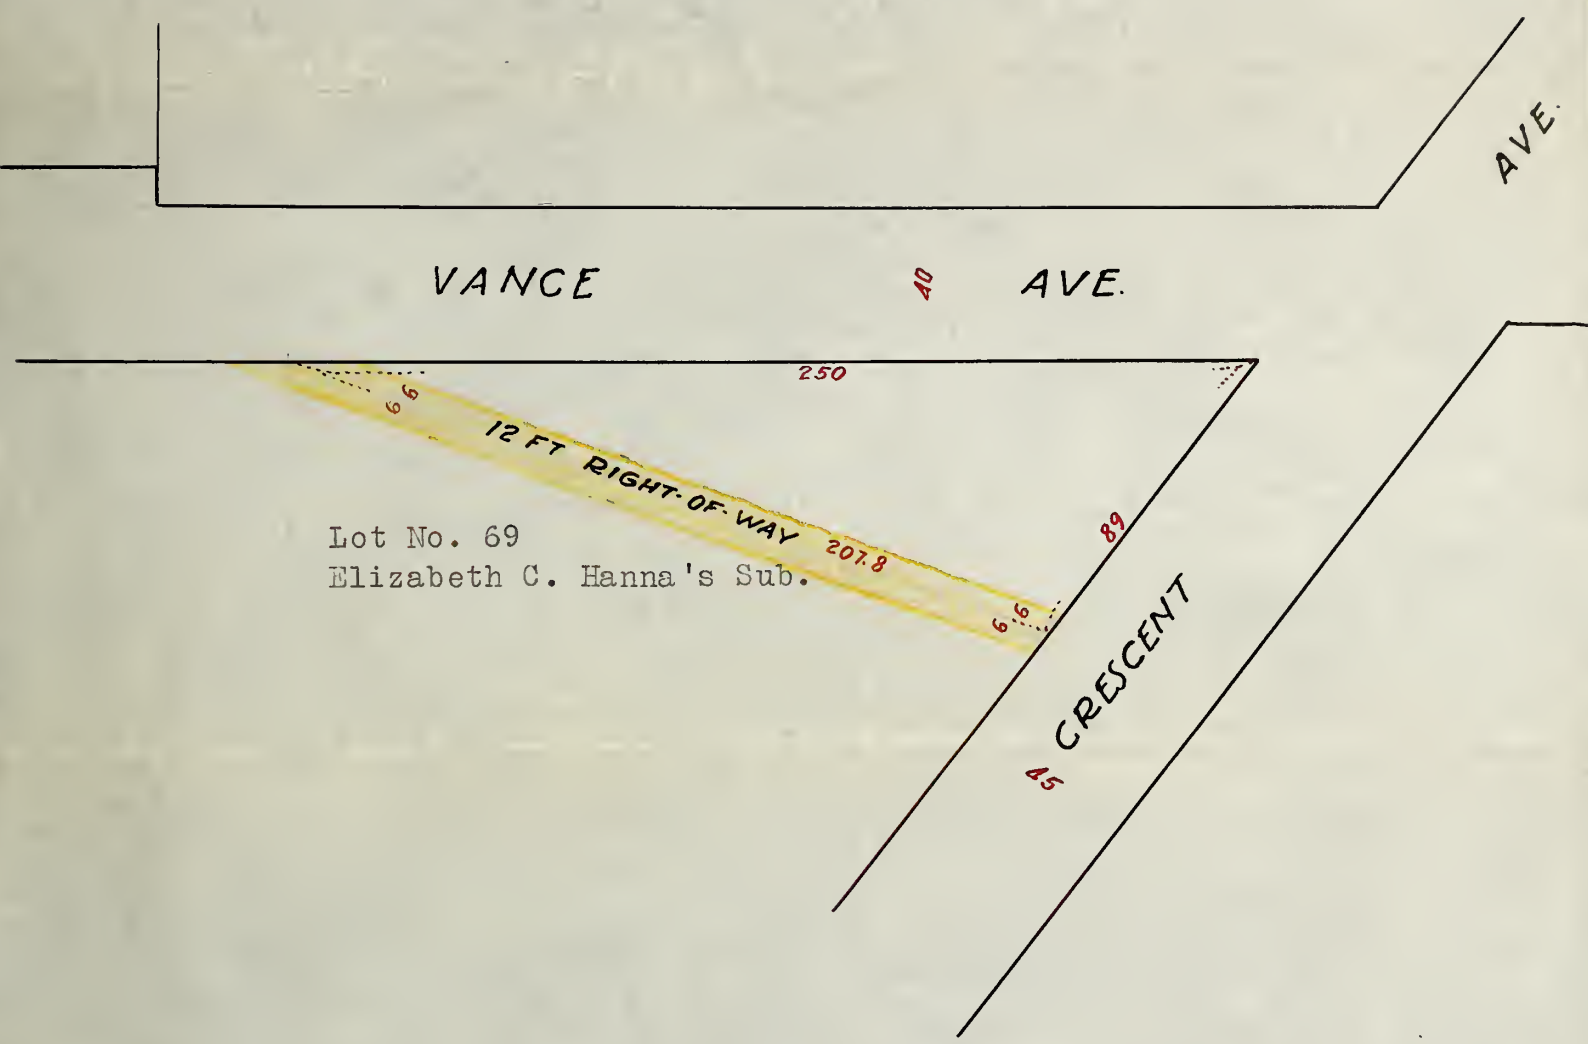 AVE.
VANCE 40 AVE.
250
6 6
12 FT RIGHT-OF-WAY 207.8
89
Lot No. 69
Elizabeth C. Hanna's Sub.
6 6
CRESCENT
45